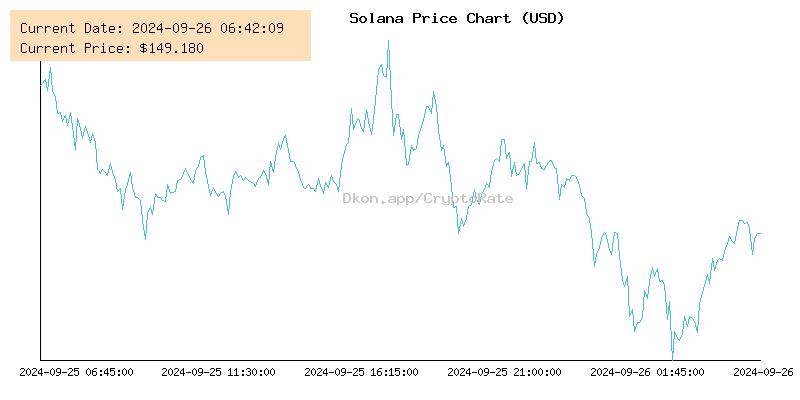 Solana Price Chart (USD)
Current Date: 2024-09-26 06:42:09
Current Price: $149.180
Dkon.app/CryptoRate
2024-09-25 06:45:00 2024-09-25 11:30:00 2024-09-25 16:15:00 2024-09-25 21:00:00 2024-09-26 01:45:00 2024-09-26